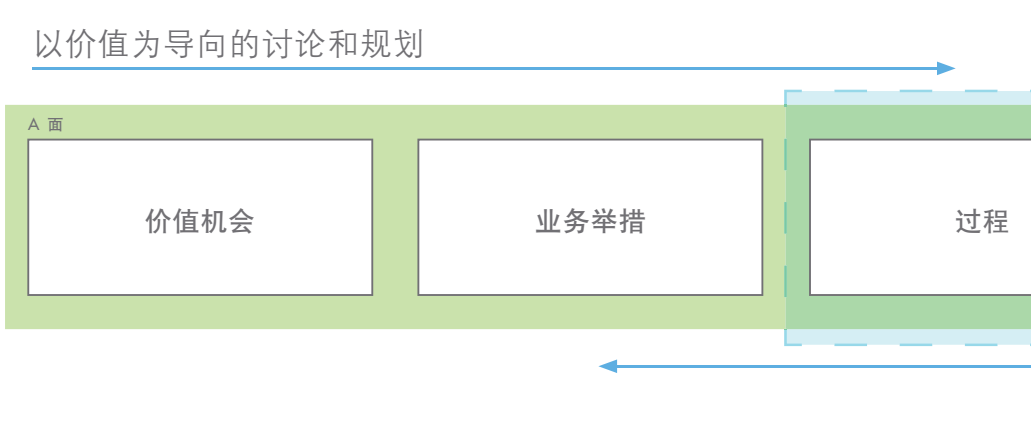 以价值为导向的讨论和规划
A 面
价值机会
业务举措
过程